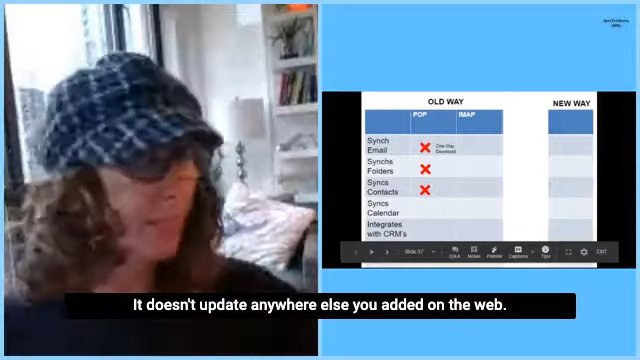 OLD WAY
NEW WAY
POP
IMAP
Synch
Email
One Way
Download
Synchs
Folders
Syncs
Contacts
Syncs
Calendar
Integrates
with CRM's
Slide 37
Q&A
Notes
Pointer
Captions
Tips
EXIT
It doesn't update anywhere else you added on the web.